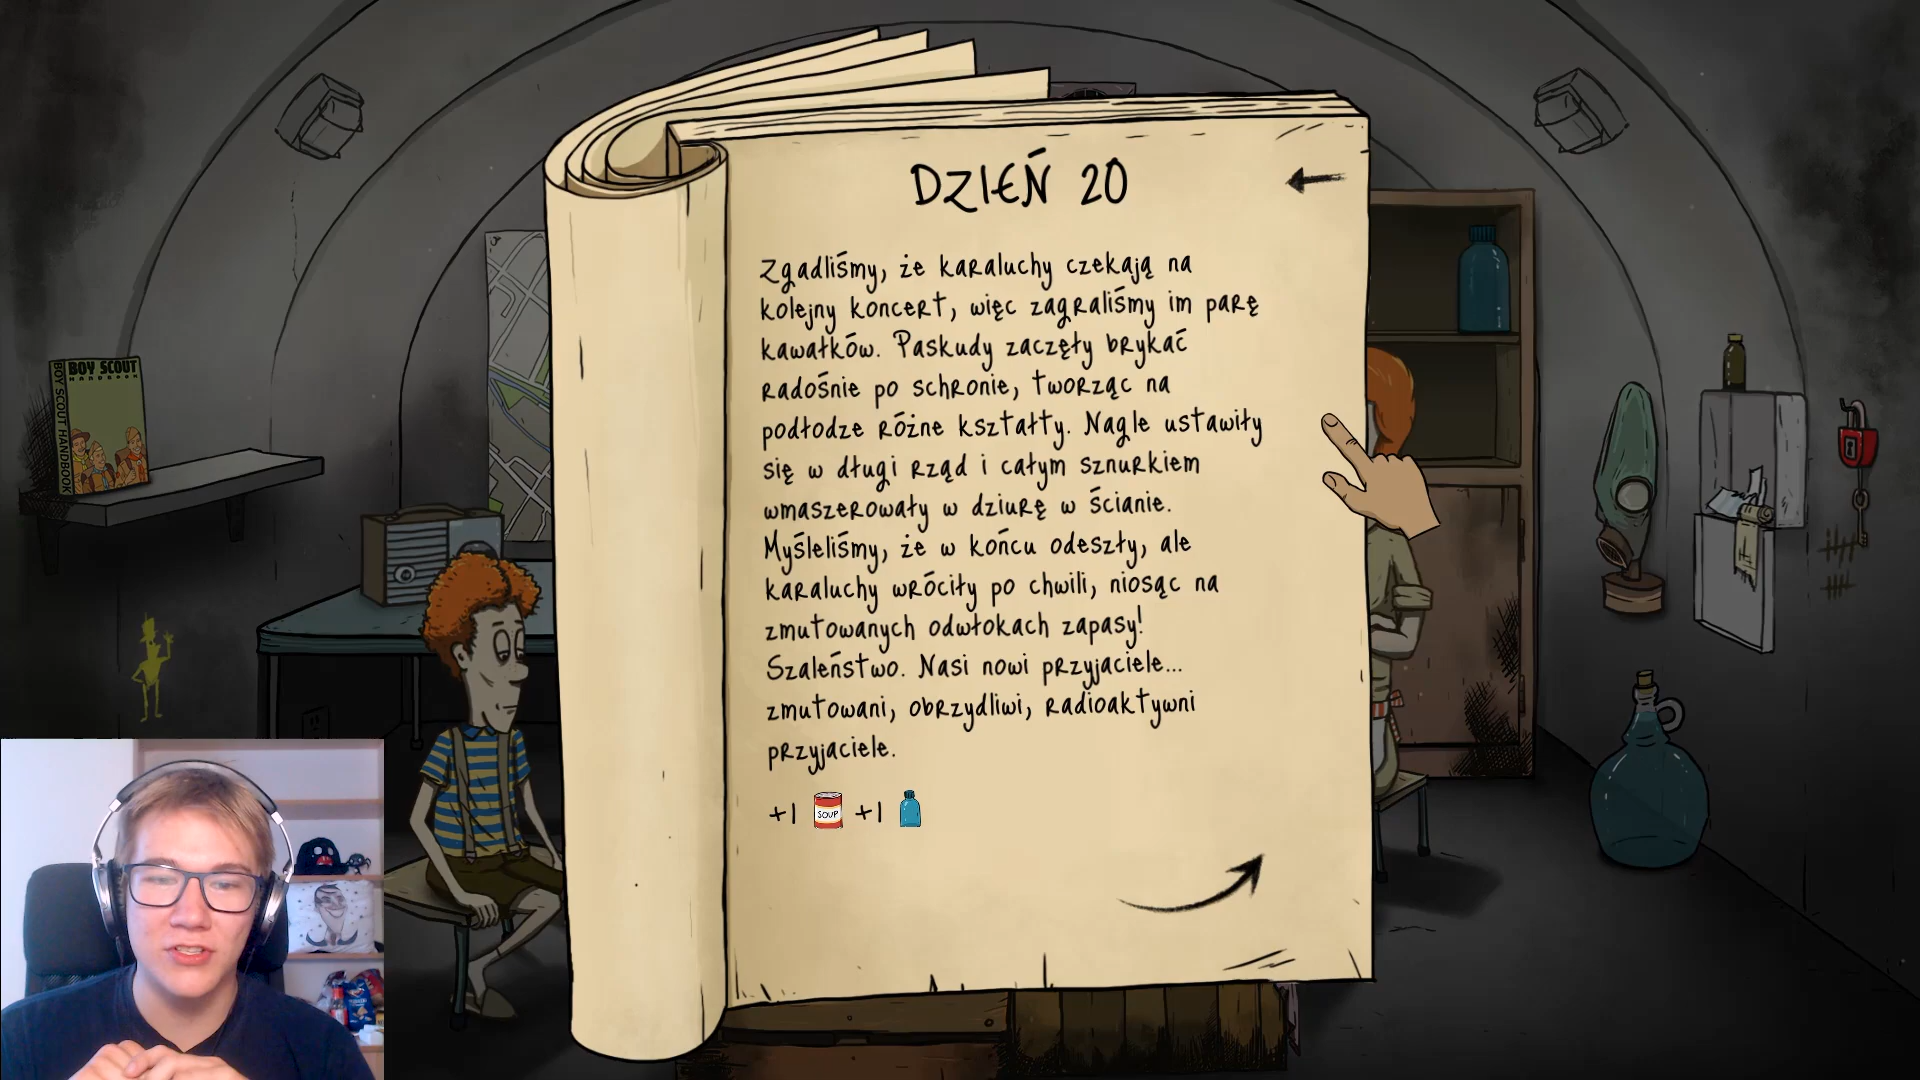 DZIEŃ 20
Zgadliśmy, że karaluchy czekają na
kolejny koncert, więc zagraliśmy im parę
kawałków. Paskudy zaczęły brykać
radośnie po schronie, tworząc na
podłodze różne kształty. Nagle ustawiły
się w długi rząd i całym sznurkiem
wmaszerowały w dziurę w ścianie.
Myśleliśmy, że w końcu odeszły, ale
karaluchy wróciły po chwili, niosąc na
zmutowanych odwłokach zapasy!
Szaleństwo. Nasi nowi przyjaciele...
zmutowani, obrzydliwi, radioaktywni
przyjaciele.
+1 SOUP +1
BOY SCOUT
HANDBOOK
BOY SCOUT HANDBOOK